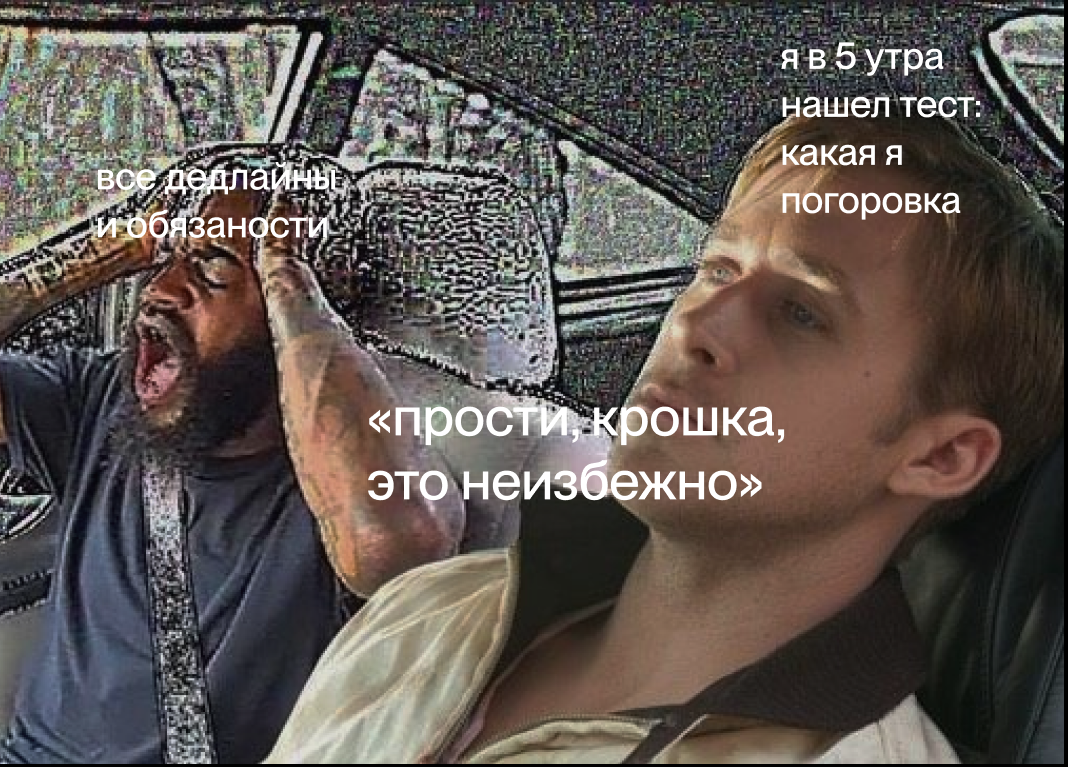 я в 5 утра
нашел тест:
какая я
погоровка
все дедлайны
и обязаности
«прости, крошка,
это неизбежно»